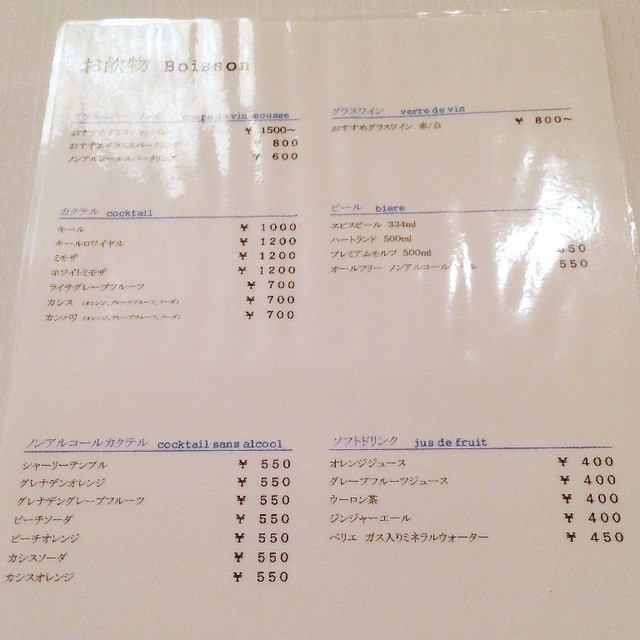 お飲物 Boisson
グラスワイン verre de vin
おすすめグラスワイン 赤/白 ¥ 800~
¥ 1500~
おすすめグラススパークリング ¥ 800
ノンアルコールスパークリング ¥ 600
カクテル cocktail
キール ¥ 1000
キールロワイヤル ¥ 1200
ミモザ ¥ 1200
ホワイトミモザ ¥ 1200
ライチグレープフルーツ ¥ 700
カシス (オレンジ、グレープフルーツ、ソーダ) ¥ 700
カンパリ (オレンジ、グレープフルーツ、ソーダ) ¥ 700
ビール biere
ヱビスビール 334ml
ハートランド 500ml
プレミアムモルツ 500ml
オールフリー ノンアルコール 550
ノンアルコールカクテル cocktail sans alcool
シャーリーテンプル ¥ 550
グレナデンオレンジ ¥ 550
グレナデングレープフルーツ ¥ 550
ピーチソーダ ¥ 550
ピーチオレンジ ¥ 550
カシスソーダ ¥ 550
カシスオレンジ ¥ 550
ソフトドリンク jus de fruit
オレンジジュース ¥ 400
グレープフルーツジュース ¥ 400
ウーロン茶 ¥ 400
ジンジャーエール ¥ 400
ペリエ ガス入りミネラルウォーター ¥ 450